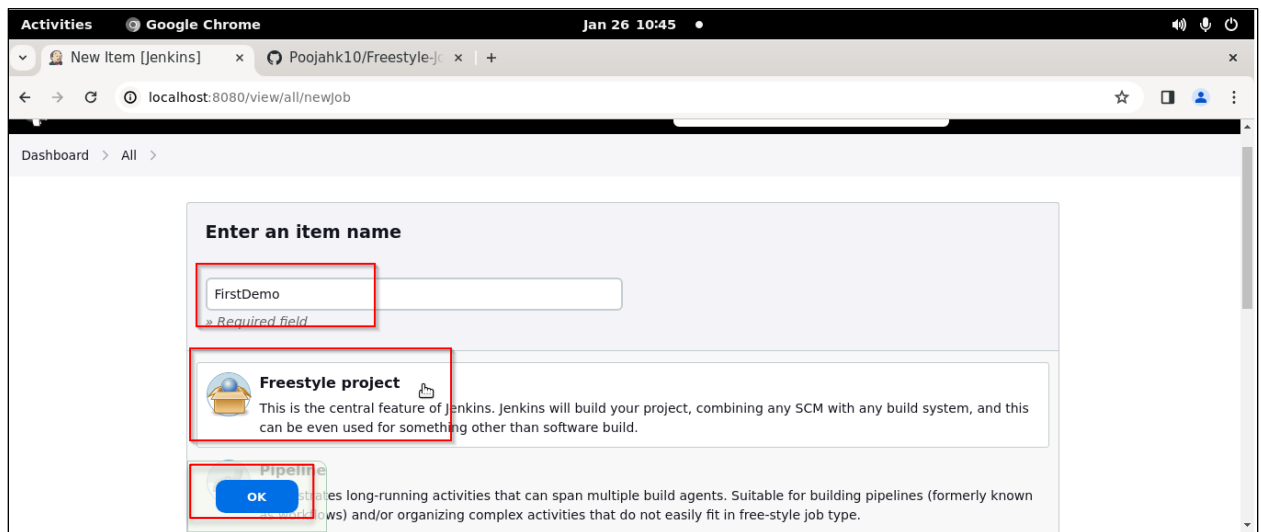 Activities Google Chrome Jan 26 10:45
New Item [Jenkins] Poojahk10/Freestyle-Jo
localhost:8080/view/all/newJob
Dashboard All
Enter an item name
FirstDemo
» Required field
Freestyle project
This is the central feature of Jenkins. Jenkins will build your project, combining any SCM with any build system, and this
can be even used for something other than software build.
Pipeline
OK long-running activities that can span multiple build agents. Suitable for building pipelines (formerly known
as workflows) and/or organizing complex activities that do not easily fit in free-style job type.